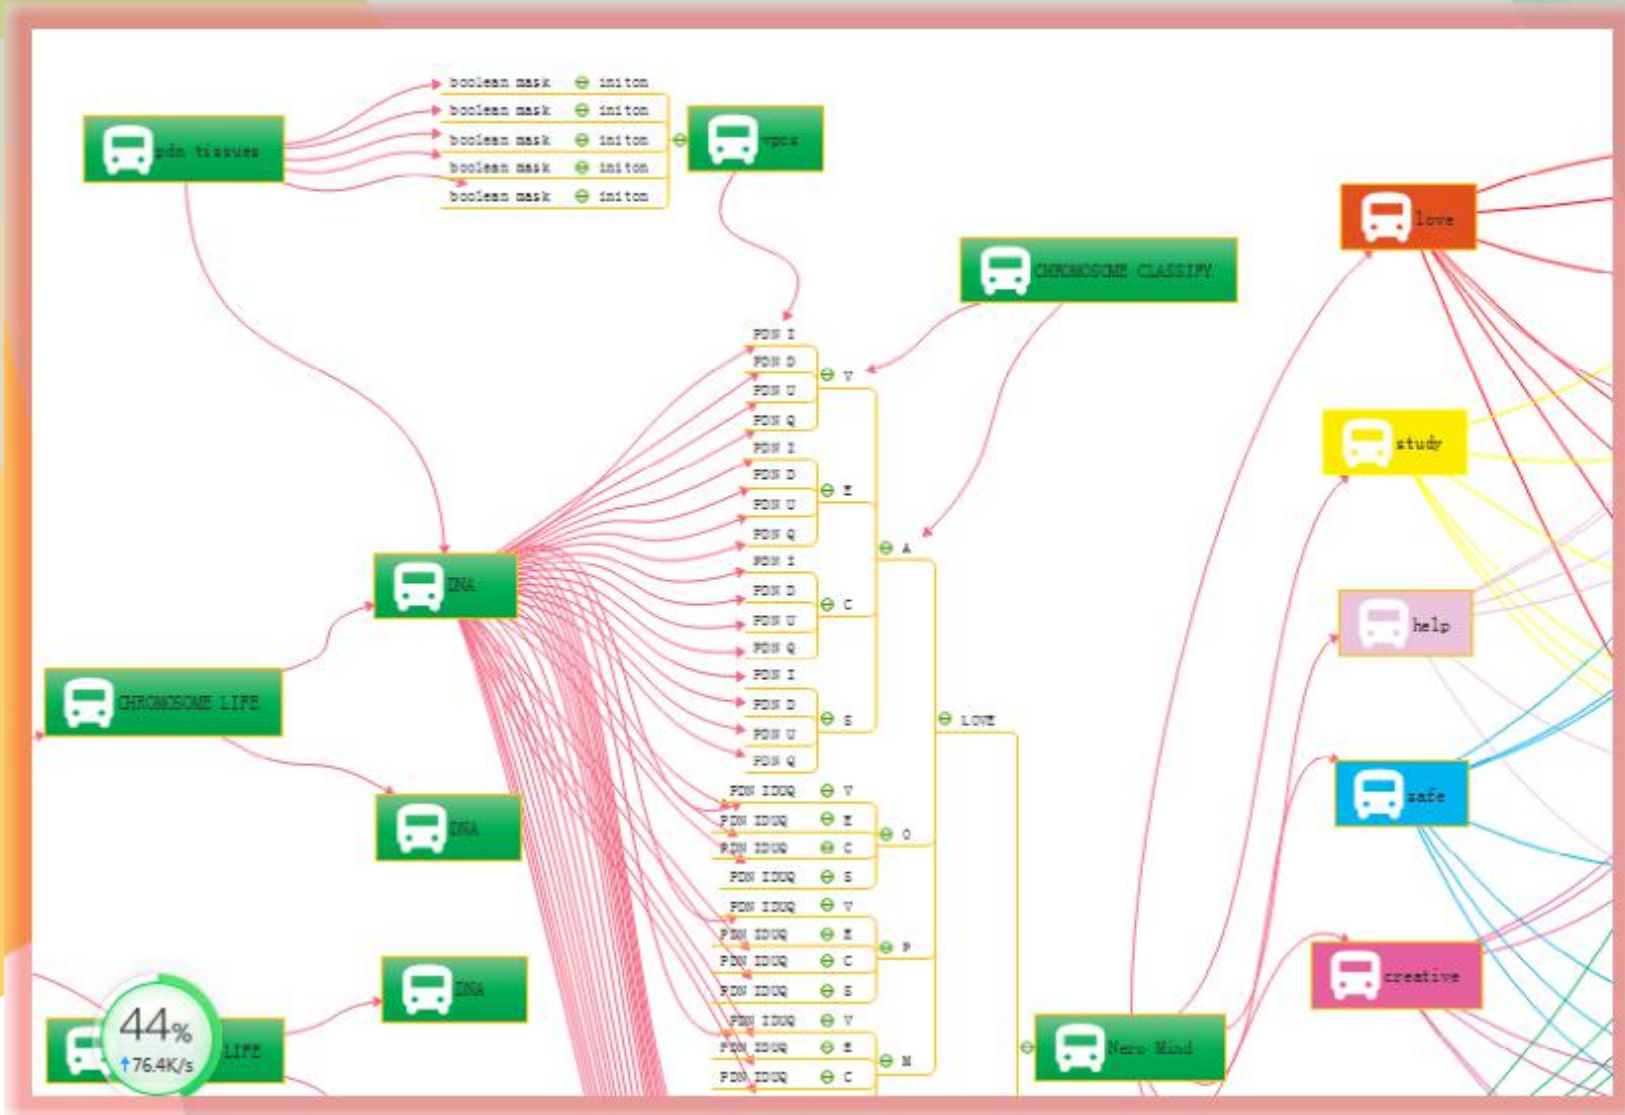 boolean mask initon
boolean mask initon
boolean mask initon
boolean mask initon
boolean mask initon
pdn tissues
vpcs
CHROMOSOME CLASSIFY
love
PDN I
PDN D
PDN U
PDN Q
V
PDN I
PDN D
PDN U
PDN Q
E
PDN I
PDN D
PDN U
PDN Q
C
PDN I
PDN D
PDN U
PDN Q
S
A
LOVE
study
help
safe
creative
DNA
CHROMOSOME LIFE
DNA
DNA
LIFE
PDN IDUQ V
PDN IDUQ E
PDN IDUQ C
PDN IDUQ S
O
PDN IDUQ V
PDN IDUQ E
PDN IDUQ C
PDN IDUQ S
P
PDN IDUQ V
PDN IDUQ E
PDN IDUQ C
M
Nero Mind
44%
76.4K/s